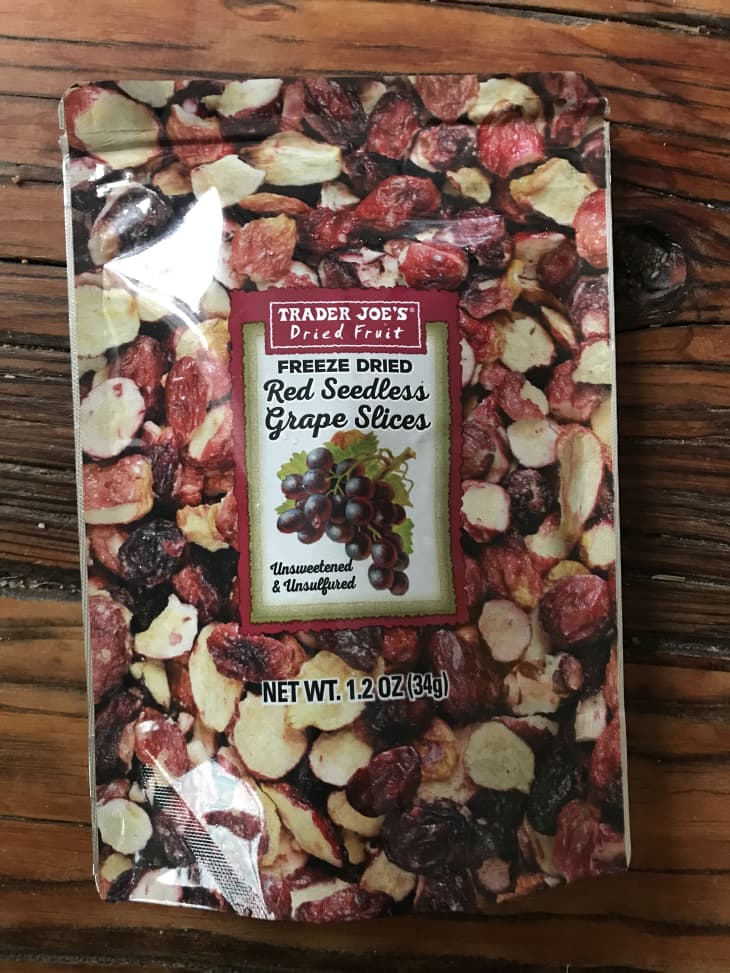 TRADER JOE'S®
Dried Fruit
FREEZE DRIED
Red Seedless
Grape Slices
Unsweetened
& Unsulfured
NET WT. 1.2 OZ (34g)